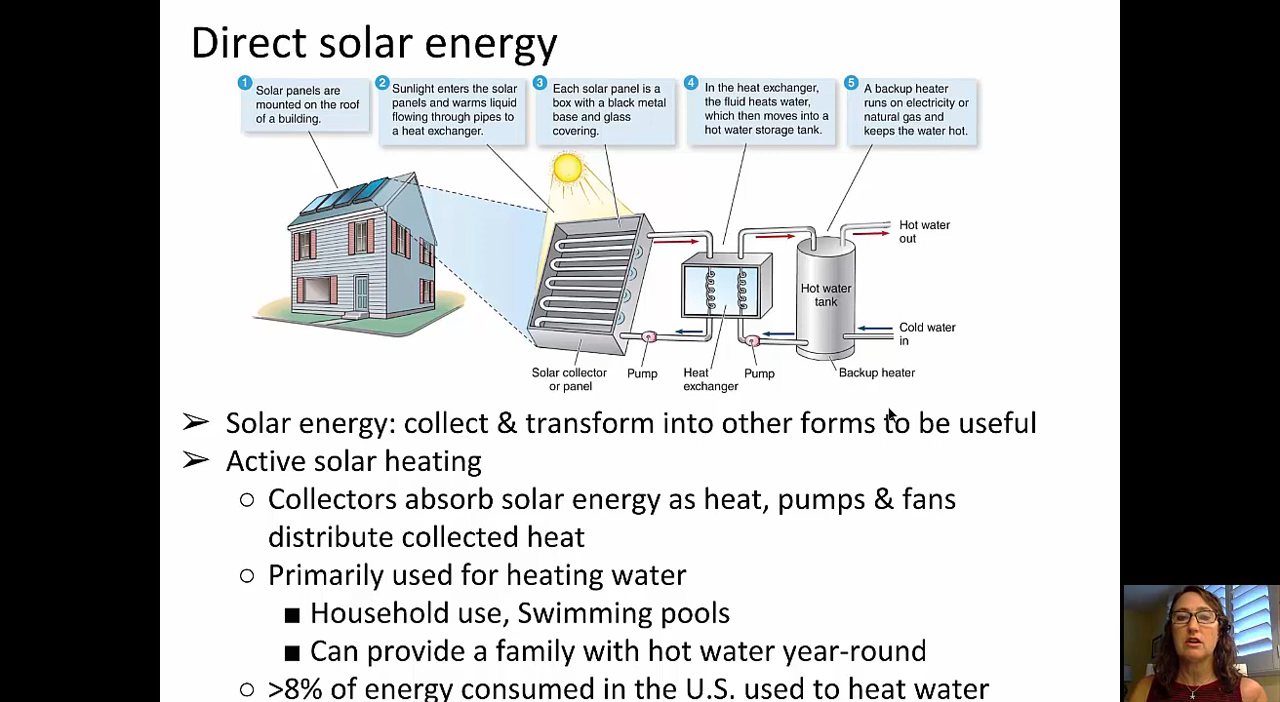 Direct solar energy
1 Solar panels are
mounted on the roof
of a building.
2 Sunlight enters the solar
panels and warms liquid
flowing through pipes to
a heat exchanger.
3 Each solar panel is a
box with a black metal
base and glass
covering.
4 In the heat exchanger,
the fluid heats water,
which then moves into a
hot water storage tank.
5 A backup heater
runs on electricity or
natural gas and
keeps the water hot.
Hot water
out
Hot water
tank
Cold water
in
Solar collector
or panel
Pump
Heat
exchanger
Pump
Backup heater
➢ Solar energy: collect & transform into other forms to be useful
➢ Active solar heating
○ Collectors absorb solar energy as heat, pumps & fans
distribute collected heat
○ Primarily used for heating water
■ Household use, Swimming pools
■ Can provide a family with hot water year-round
○ >8% of energy consumed in the U.S. used to heat water